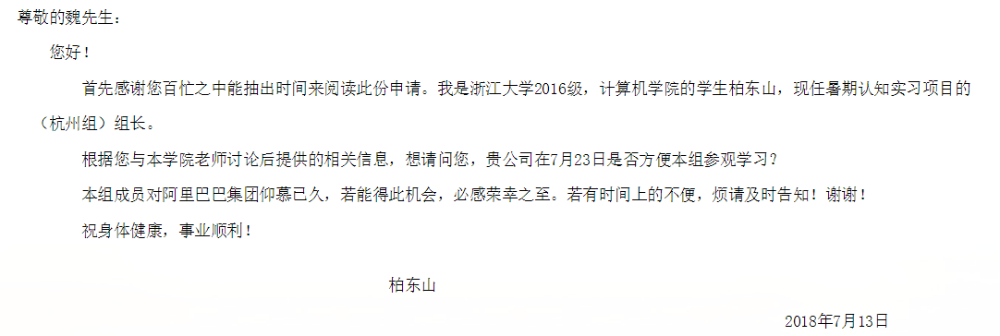 尊敬的魏先生：
您好！
首先感谢您百忙之中能抽出时间来阅读此份申请。我是浙江大学2016级，计算机学院的学生柏东山，现任暑期认知实习项目的
（杭州组）组长。
根据您与本学院老师讨论后提供的相关信息，想请问您，贵公司在7月23日是否方便本组参观学习？
本组成员对阿里巴巴集团仰慕已久，若能得此机会，必感荣幸之至。若有时间上的不便，烦请及时告知！谢谢！
祝身体健康，事业顺利！
柏东山
2018年7月13日